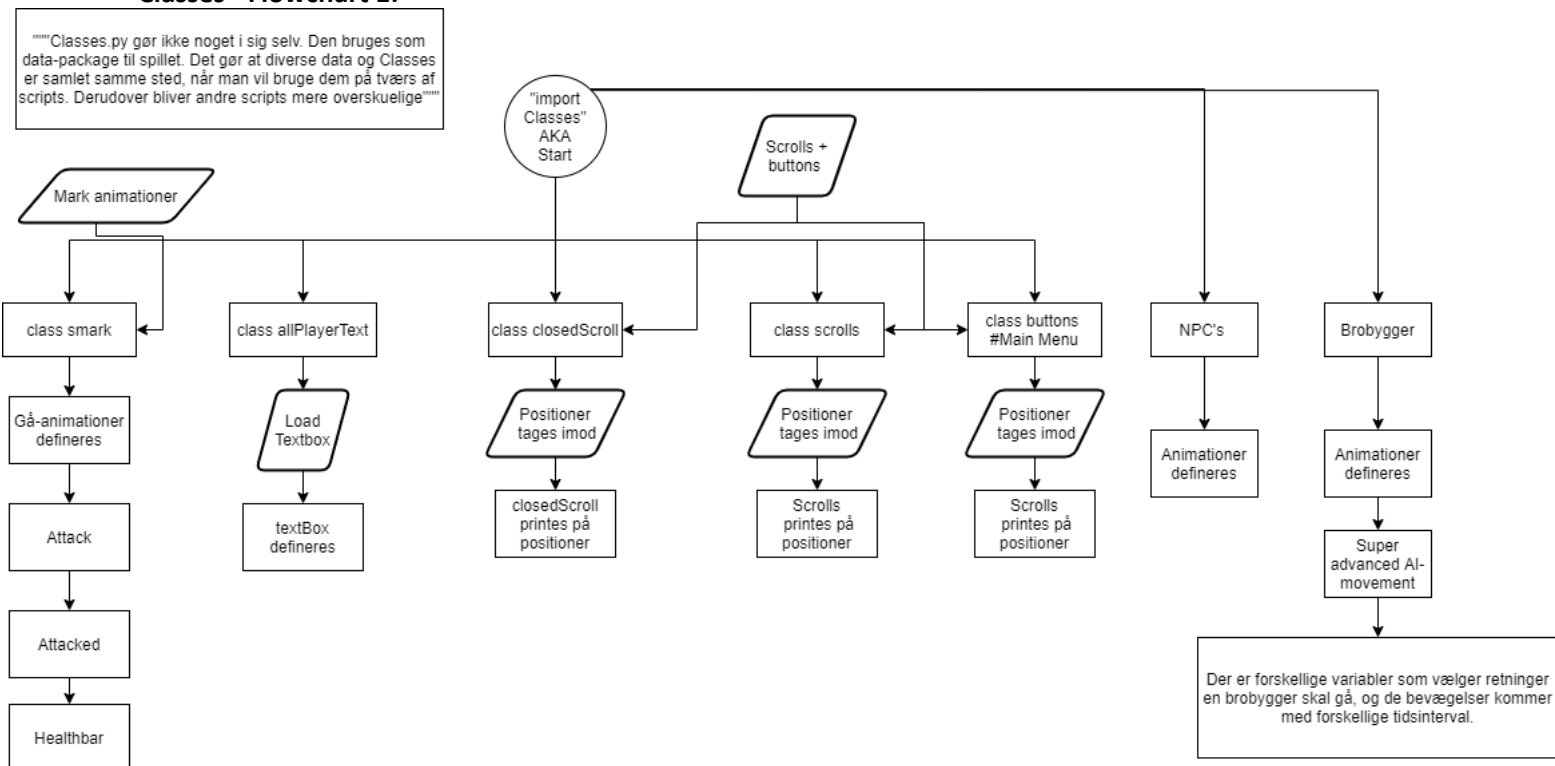 """Classes.py gør ikke noget i sig selv. Den bruges som
data-package til spillet. Det gør at diverse data og Classes
er samlet samme sted, når man vil bruge dem på tværs af
scripts. Derudover bliver andre scripts mere overskuelige"""
"import
Classes"
AKA
Start
Scrolls +
buttons
Mark animationer
class smark
class allPlayerText
class closedScroll
class scrolls
class buttons
#Main Menu
NPC's
Brobygger
Gå-animationer
defineres
Load
Textbox
Positioner
tages imod
Positioner
tages imod
Positioner
tages imod
Animationer
defineres
Animationer
defineres
Attack
textBox
defineres
closedScroll
printes på
positioner
Scrolls
printes på
positioner
Scrolls
printes på
positioner
Super
advanced AI-
movement
Attacked
Der er forskellige variabler som vælger retninger
en brobygger skal gå, og de bevægelser kommer
med forskellige tidsinterval.
Healthbar